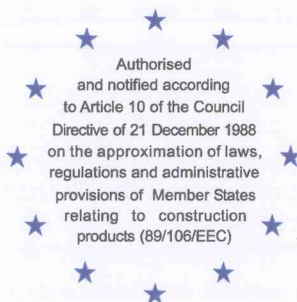 Authorised
and notified according
to Article 10 of the Council
Directive of 21 December 1988
on the approximation of laws,
regulations and administrative
provisions of Member States
relating to construction
products (89/106/EEC)